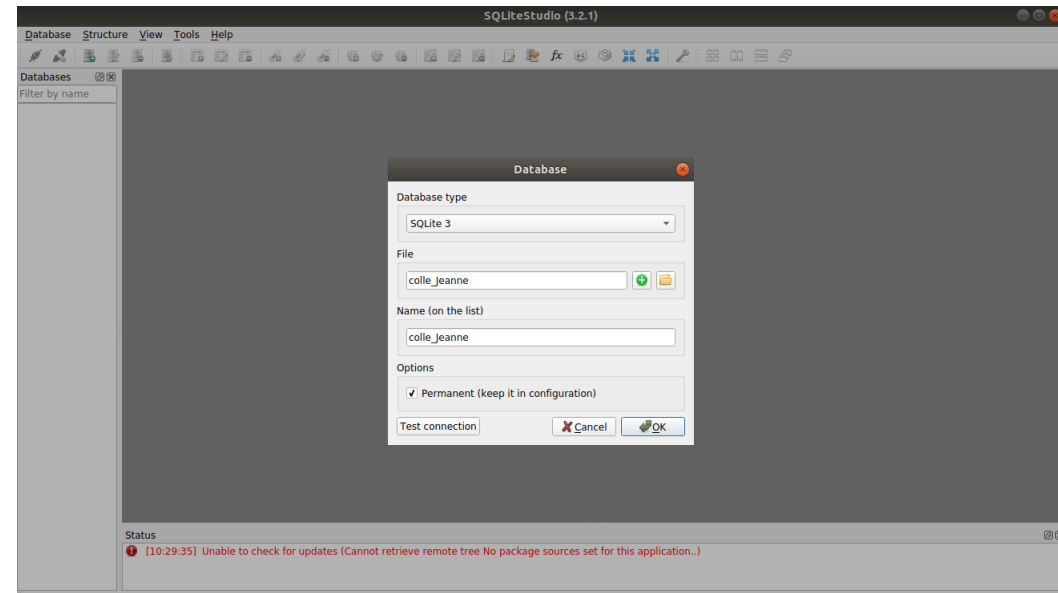 SQLiteStudio (3.2.1)
Database Structure View Tools Help
Databases
Filter by name
Database
Database type
SQLite 3
File
colle_Jeanne
Name (on the list)
colle_Jeanne
Options
Permanent (keep it in configuration)
Test connection Cancel OK
Status
[10:29:35] Unable to check for updates (Cannot retrieve remote tree No package sources set for this application..)